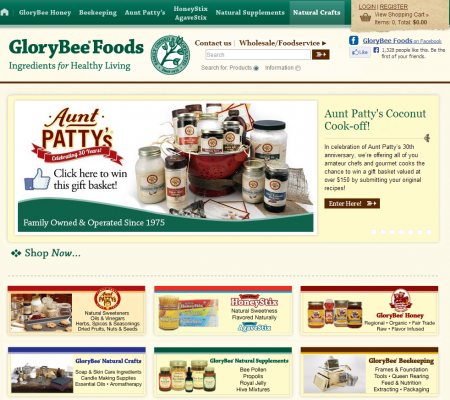 GloryBee Honey
Beekeeping
Aunt Patty's
HoneyStix
AgaveStix
Natural Supplements
Natural Crafts
LOGIN | REGISTER
View Shopping Cart
0 Items, Total: $0.00
GloryBee Foods
Ingredients for Healthy Living
Contact us | Wholesale/Foodservice
Search
Search for: Products Information
GloryBee Foods on Facebook
Like
1,328 people like this. Be the
first of your friends.
Aunt
PATTY's
Celebrating 30 Years!
Click here to win
this gift basket!
Family Owned & Operated Since 1975
Aunt Patty's Coconut
Cook-off!
In celebration of Aunt Patty's 30th
anniversary, we're offering all of you
amateur chefs and gourmet cooks the
chance to win a gift basket valued at
over $150 by submitting your original
recipes!
Enter Here!
Shop Now...
Aunt
PATTY's
Natural Sweeteners
Oils & Vinegars
Herbs, Spices & Seasonings
Dried Fruits, Nuts & Seeds
HoneyStix
Natural Sweetness
Flavored Naturally
AgaveStix
GloryBee Honey
Regional • Organic • Fair Trade
Raw • Flavor Infused
GloryBee Natural Crafts
Soap & Skin Care Ingredients
Candle Making Supplies
Essential Oils • Aromatherapy
GloryBee Natural Supplements
Bee Pollen
Propolis
Royal Jelly
Hive Mixtures
GloryBee Beekeeping
Frames & Foundation
Tools • Queen Rearing
Feed & Nutrition
Extracting • Packaging